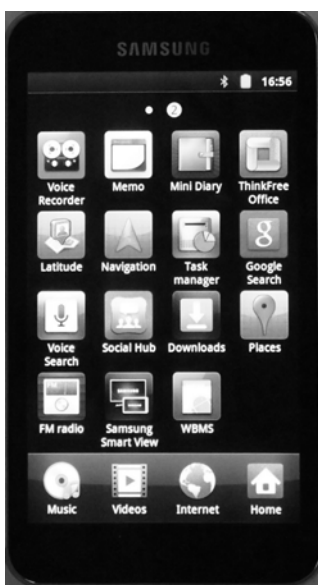 SAMSUNG
16:56
2
Voice Recorder
Memo
Mini Diary
ThinkFree Office
Latitude
Navigation
Task manager
8
Google Search
Voice Search
Social Hub
Downloads
Places
FM radio
Samsung Smart View
WBMS
Music
Videos
Internet
Home